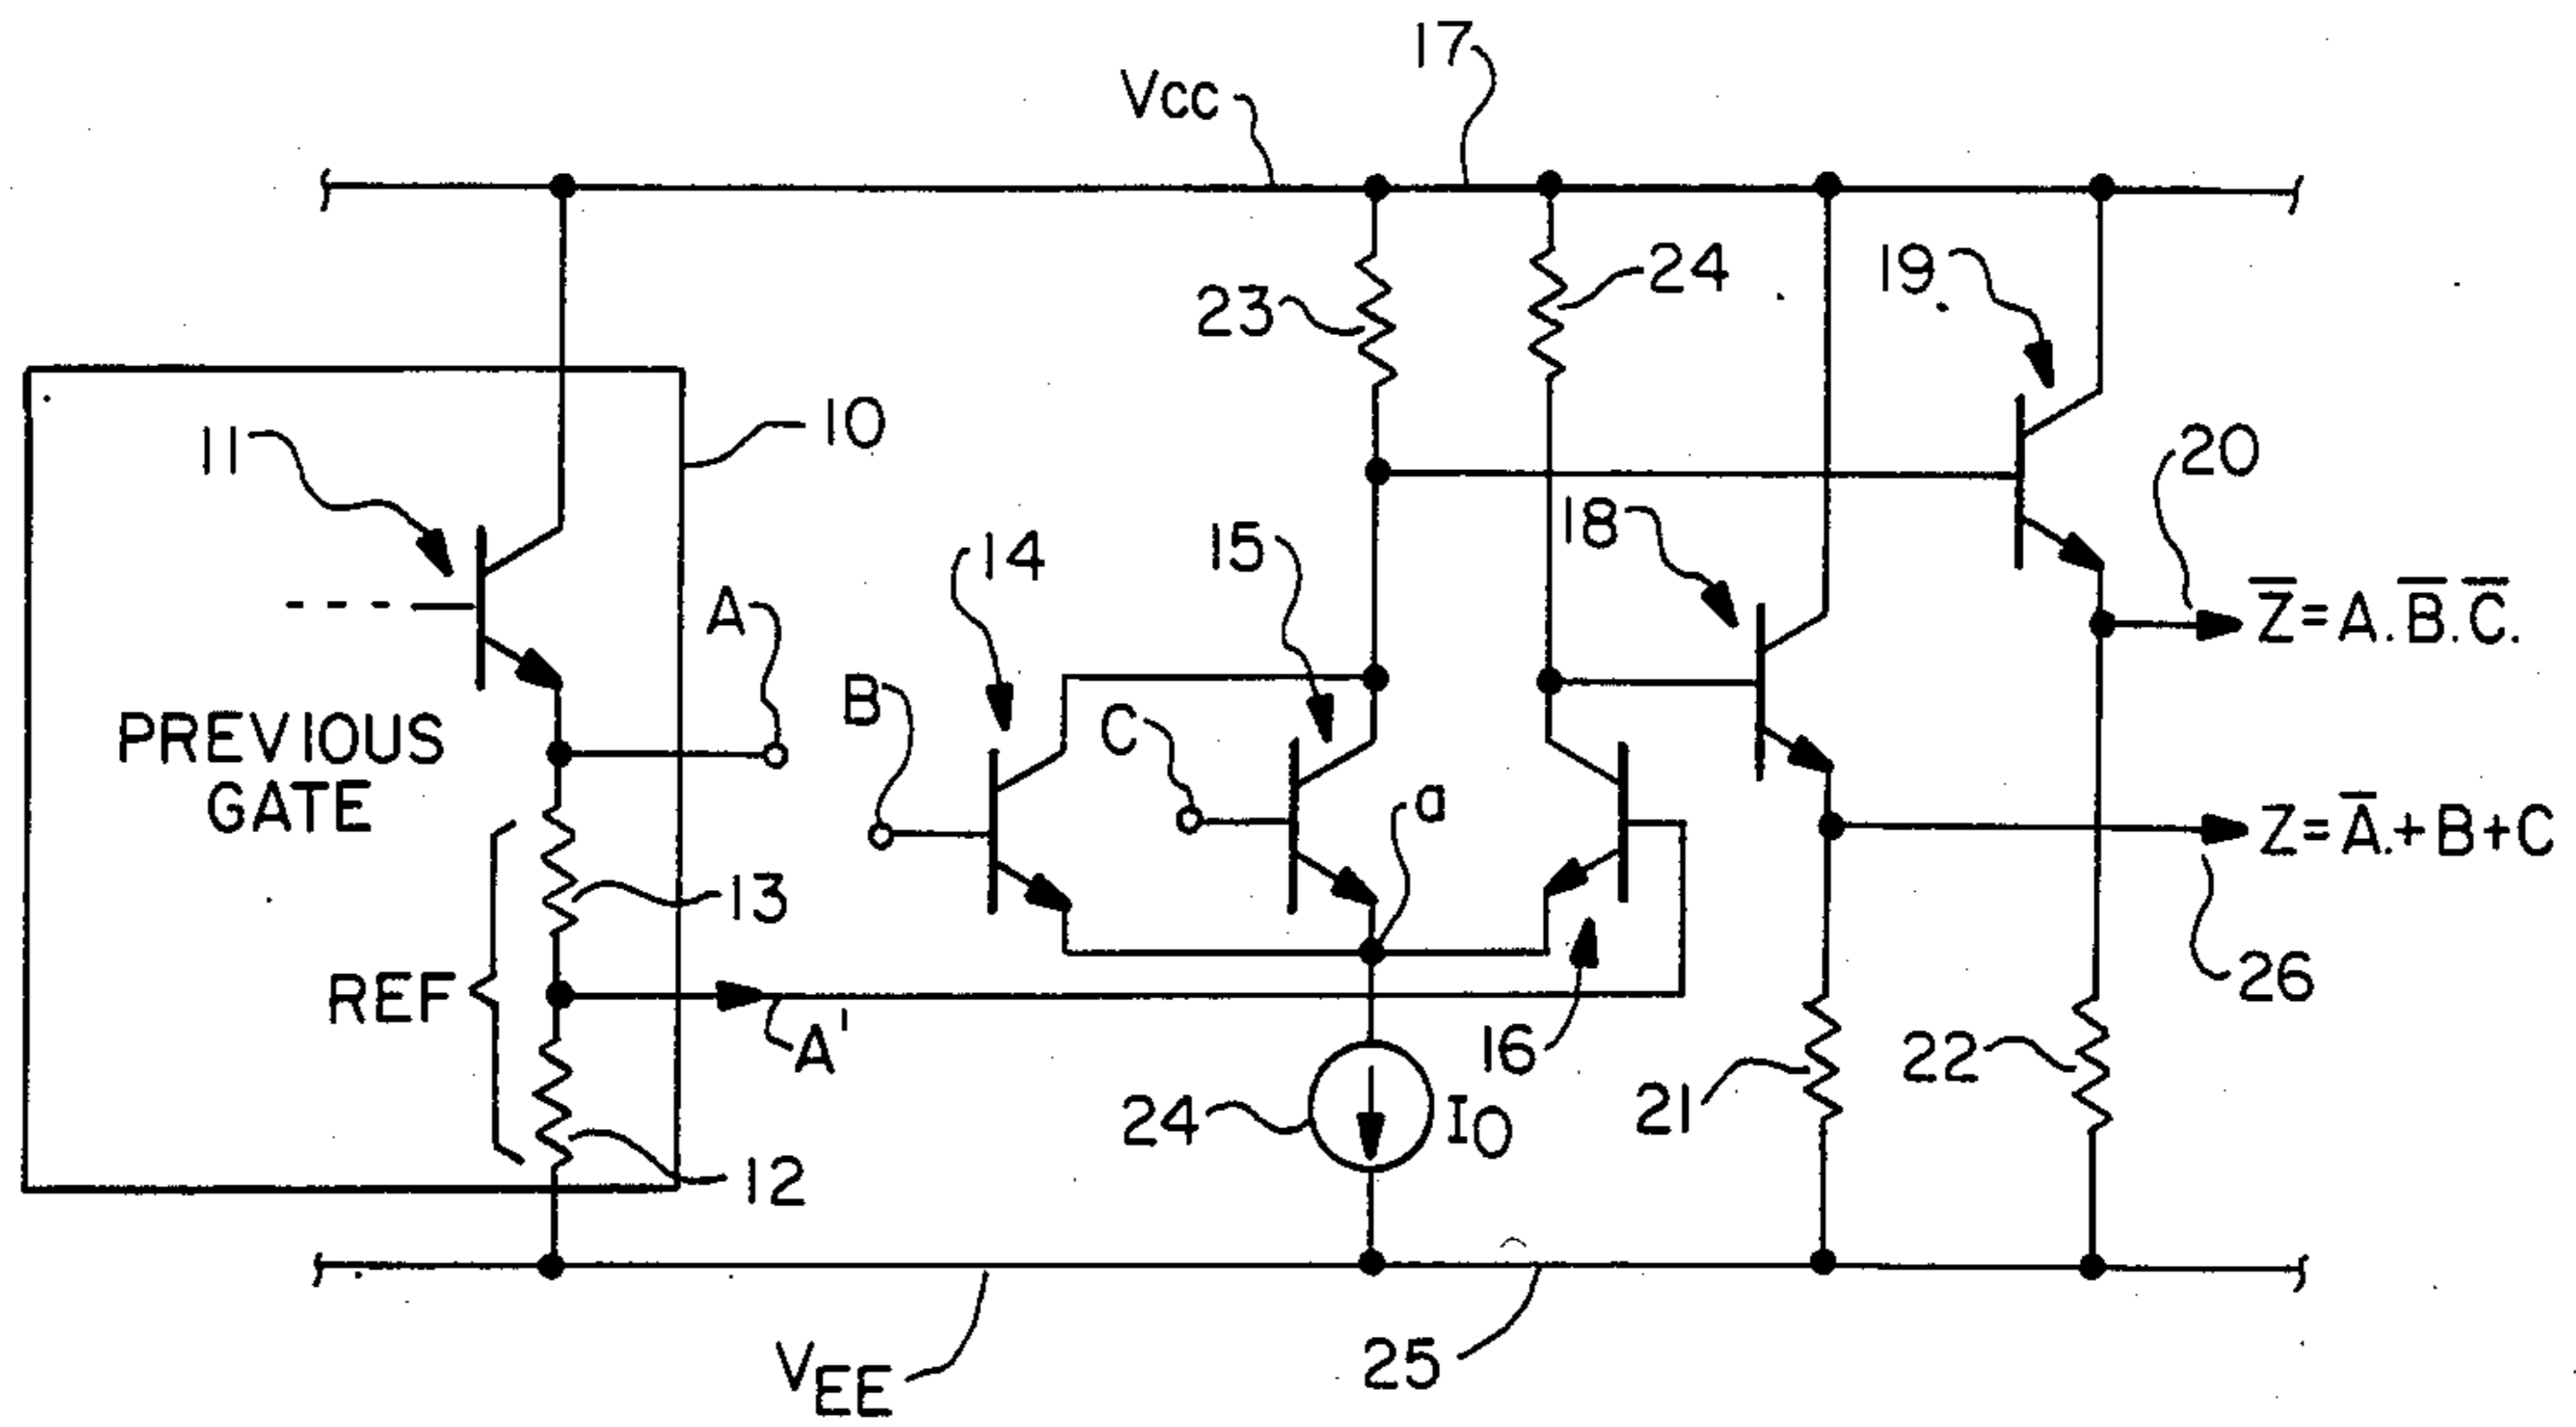 17
Vcc
10
11
23
24
19
20
14
15
18
A
B
C
a
Z̅=A.B̅.C̅.
PREVIOUS
GATE
Z=A̅.+B+C
13
REF
A'
16
26
24
I0
21
22
12
VEE
25